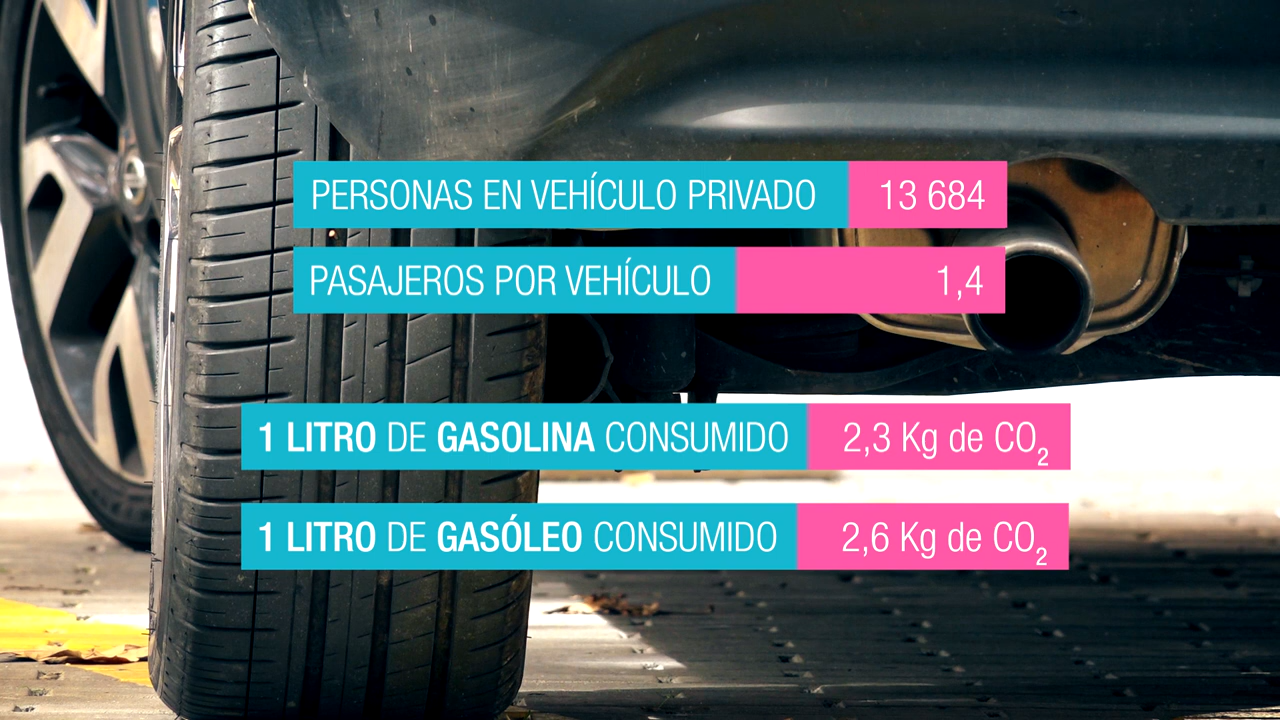 PERSONAS EN VEHÍCULO PRIVADO 13 684
PASAJEROS POR VEHÍCULO 1,4
1 LITRO DE GASOLINA CONSUMIDO 2,3 Kg de CO₂
1 LITRO DE GASÓLEO CONSUMIDO 2,6 Kg de CO₂